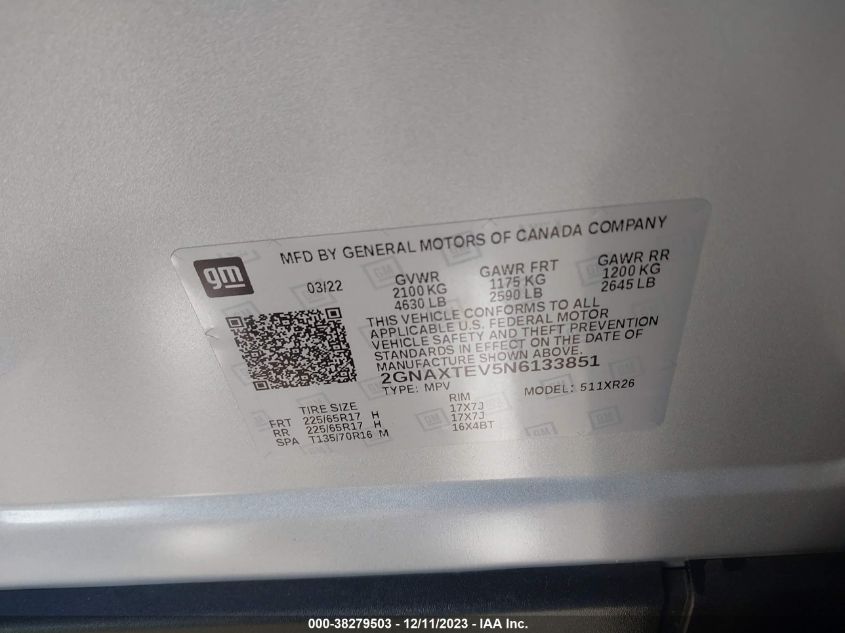 gm
MFD BY GENERAL MOTORS OF CANADA COMPANY
03/22
GVWR
2100 KG
4630 LB
GAWR FRT
1175 KG
2590 LB
GAWR RR
1200 KG
2645 LB
THIS VEHICLE CONFORMS TO ALL
APPLICABLE U.S. FEDERAL MOTOR
VEHICLE SAFETY AND THEFT PREVENTION
STANDARDS IN EFFECT ON THE DATE OF
MANUFACTURE SHOWN ABOVE.
2GNAXTEV5N6133851
TYPE: MPV
MODEL: 511XR26
TIRE SIZE
RIM
FRT 225/65R17 H 17X7J
RR 225/65R17 H 17X7J
SPA T135/70R16 M 16X4BT
000-38279503 - 12/11/2023 - IAA Inc.